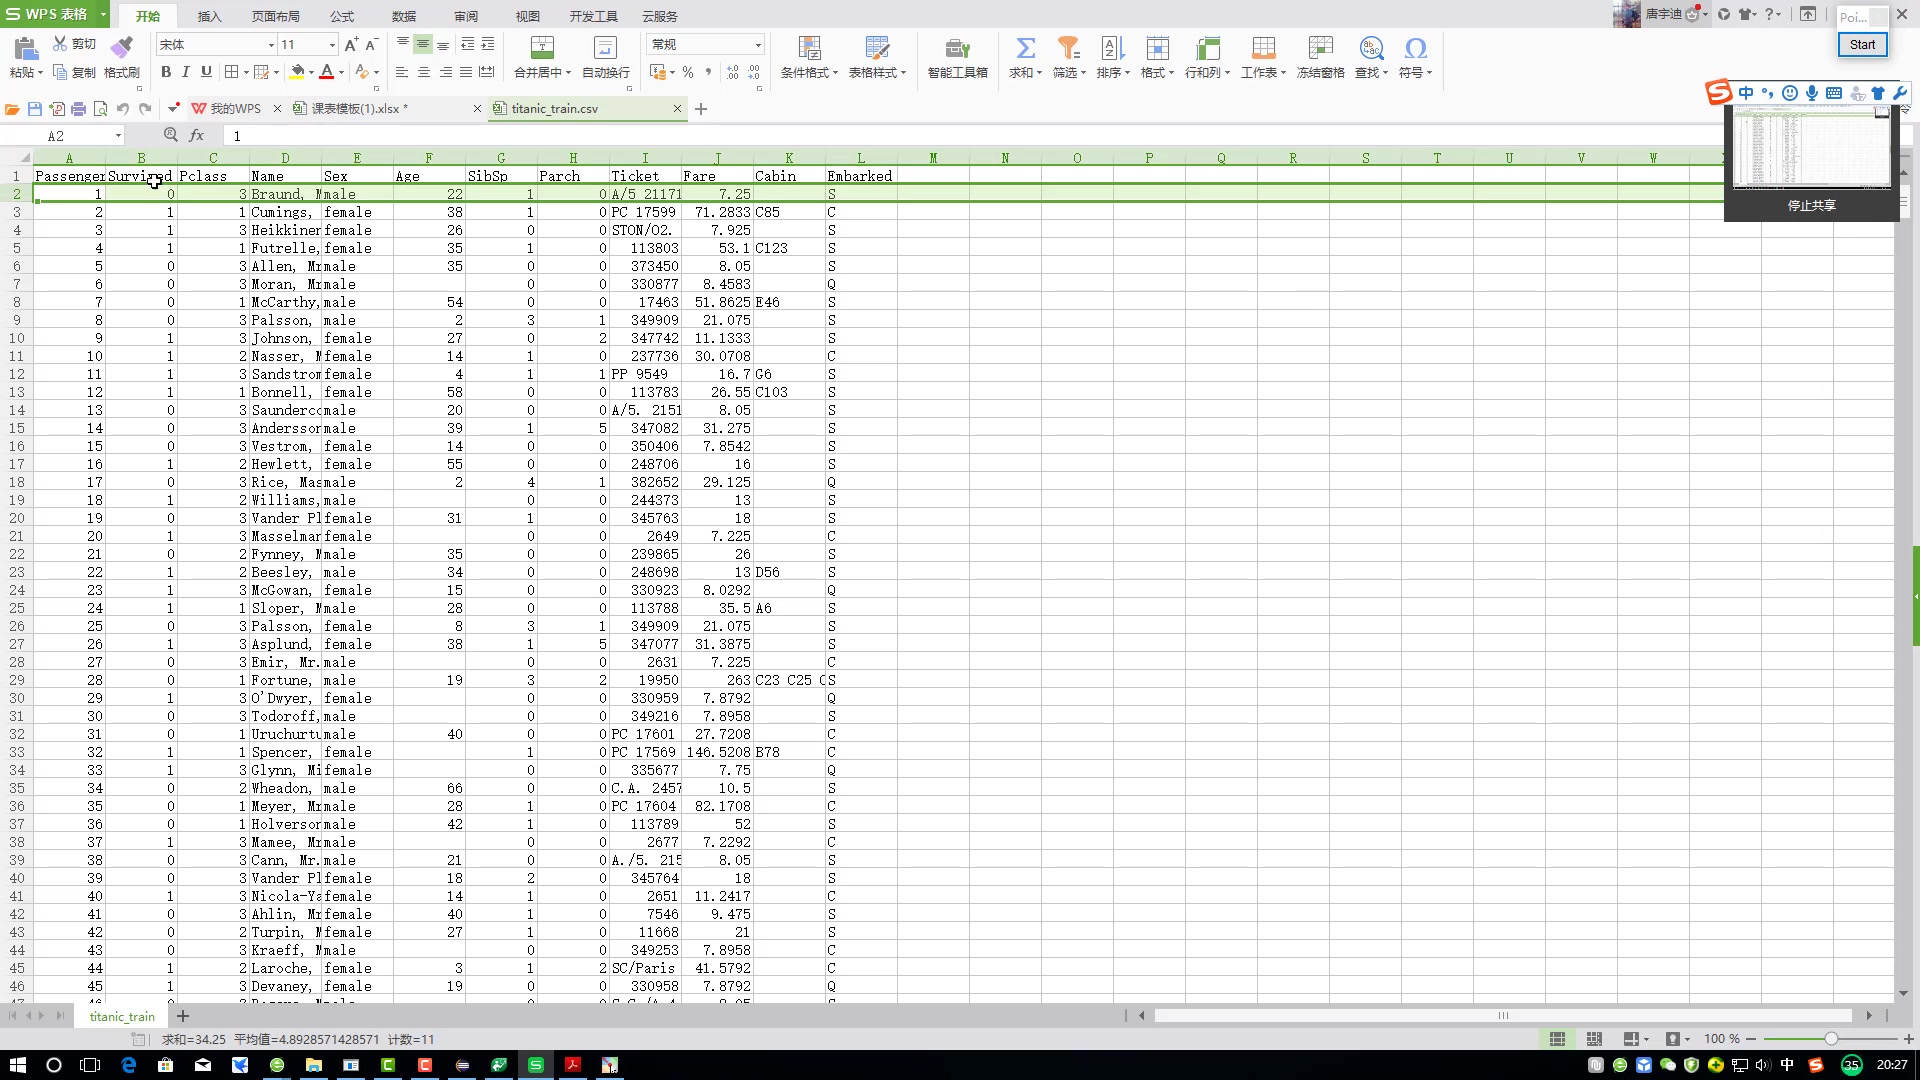 WPS 表格 开始 插入 页面布局 公式 数据 审阅 视图 开发工具 云服务 唐宇迪 Poi...
粘贴 剪切 复制 格式刷 宋体 11 合并居中 自动换行 常规 条件格式 表格样式 智能工具箱 求和 筛选 排序 格式 行和列 工作表 冻结窗格 查找 符号 Start
我的WPS 课表模板(1).xlsx * titanic_train.csv
A2 fx 1
停止共享
A B C D E F G H I J K L M N O P Q R S T U V W
1 Passenger Survived Pclass Name Sex Age SibSp Parch Ticket Fare Cabin Embarked
2 1 0 3 Braund, M male 22 1 0 A/5 21171 7.25 S
3 2 1 1 Cumings, female 38 1 0 PC 17599 71.2833 C85 C
4 3 1 3 Heikkinen female 26 0 0 STON/O2. 7.925 S
5 4 1 1 Futrelle, female 35 1 0 113803 53.1 C123 S
6 5 0 3 Allen, Mr male 35 0 0 373450 8.05 S
7 6 0 3 Moran, Mr male 0 0 330877 8.4583 Q
8 7 0 1 McCarthy, male 54 0 0 17463 51.8625 E46 S
9 8 0 3 Palsson, male 2 3 1 349909 21.075 S
10 9 1 3 Johnson, female 27 0 2 347742 11.1333 S
11 10 1 2 Nasser, M female 14 1 0 237736 30.0708 C
12 11 1 3 Sandstrom female 4 1 1 PP 9549 16.7 G6 S
13 12 1 1 Bonnell, female 58 0 0 113783 26.55 C103 S
14 13 0 3 Saunderco male 20 0 0 A/5. 2151 8.05 S
15 14 0 3 Andersson male 39 1 5 347082 31.275 S
16 15 0 3 Vestrom, female 14 0 0 350406 7.8542 S
17 16 1 2 Hewlett, female 55 0 0 248706 16 S
18 17 0 3 Rice, Mas male 2 4 1 382652 29.125 Q
19 18 1 2 Williams, male 0 0 244373 13 S
20 19 0 3 Vander Pl female 31 1 0 345763 18 S
21 20 1 3 Masselman female 0 0 2649 7.225 C
22 21 0 2 Fynney, M male 35 0 0 239865 26 S
23 22 1 2 Beesley, male 34 0 0 248698 13 D56 S
24 23 1 3 McGowan, female 15 0 0 330923 8.0292 Q
25 24 1 1 Sloper, M male 28 0 0 113788 35.5 A6 S
26 25 0 3 Palsson, female 8 3 1 349909 21.075 S
27 26 1 3 Asplund, female 38 1 5 347077 31.3875 S
28 27 0 3 Emir, Mr. male 0 0 2631 7.225 C
29 28 0 1 Fortune, male 19 3 2 19950 263 C23 C25 C S
30 29 1 3 O'Dwyer, female 0 0 330959 7.8792 Q
31 30 0 3 Todoroff, male 0 0 349216 7.8958 S
32 31 0 1 Uruchurtu male 40 0 0 PC 17601 27.7208 C
33 32 1 1 Spencer, female 1 0 PC 17569 146.5208 B78 C
34 33 1 3 Glynn, Mi female 0 0 335677 7.75 Q
35 34 0 2 Wheadon, male 66 0 0 C.A. 2457 10.5 S
36 35 0 1 Meyer, Mr male 28 1 0 PC 17604 82.1708 C
37 36 0 1 Holverson male 42 1 0 113789 52 S
38 37 1 3 Mamee, Mr male 0 0 2677 7.2292 C
39 38 0 3 Cann, Mr. male 21 0 0 A./5. 215 8.05 S
40 39 0 3 Vander Pl female 18 2 0 345764 18 S
41 40 1 3 Nicola-Ya female 14 1 0 2651 11.2417 C
42 41 0 3 Ahlin, Mr female 40 1 0 7546 9.475 S
43 42 0 2 Turpin, M female 27 1 0 11668 21 S
44 43 0 3 Kraeff, M male 0 0 349253 7.8958 C
45 44 1 2 Laroche, female 3 1 2 SC/Paris 41.5792 C
46 45 1 3 Devaney, female 19 0 0 330958 7.8792 Q
titanic_train
求和=34.25 平均值=4.8928571428571 计数=11 100 %
中 35 20:27